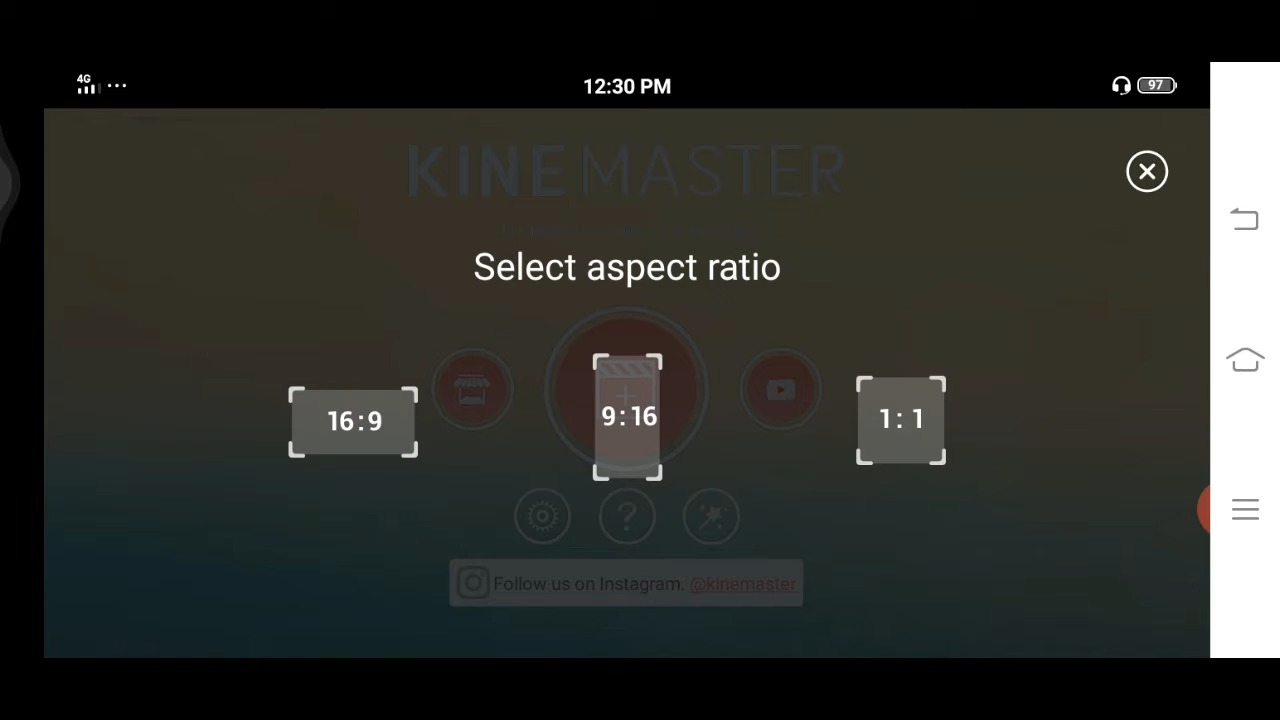 4G 12:30 PM 97
KINEMASTER
Select aspect ratio
16:9 9:16 1:1
?
Follow us on Instagram. @kinemaster